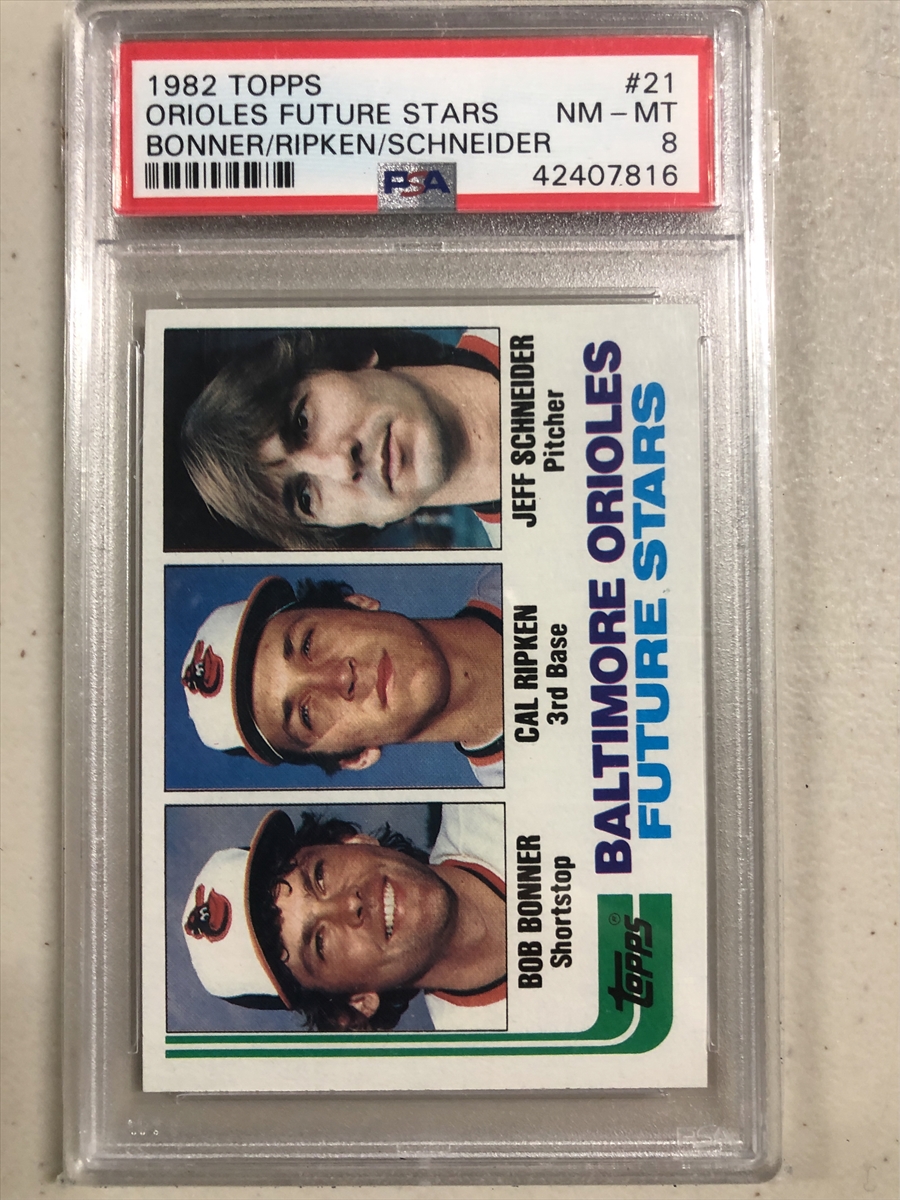 1982 TOPPS #21
ORIOLES FUTURE STARS NM - MT
BONNER/RIPKEN/SCHNEIDER 8
PSA 42407816
BOB BONNER
Shortstop
CAL RIPKEN
3rd Base
JEFF SCHNEIDER
Pitcher
topps®
BALTIMORE ORIOLES
FUTURE STARS
PSA